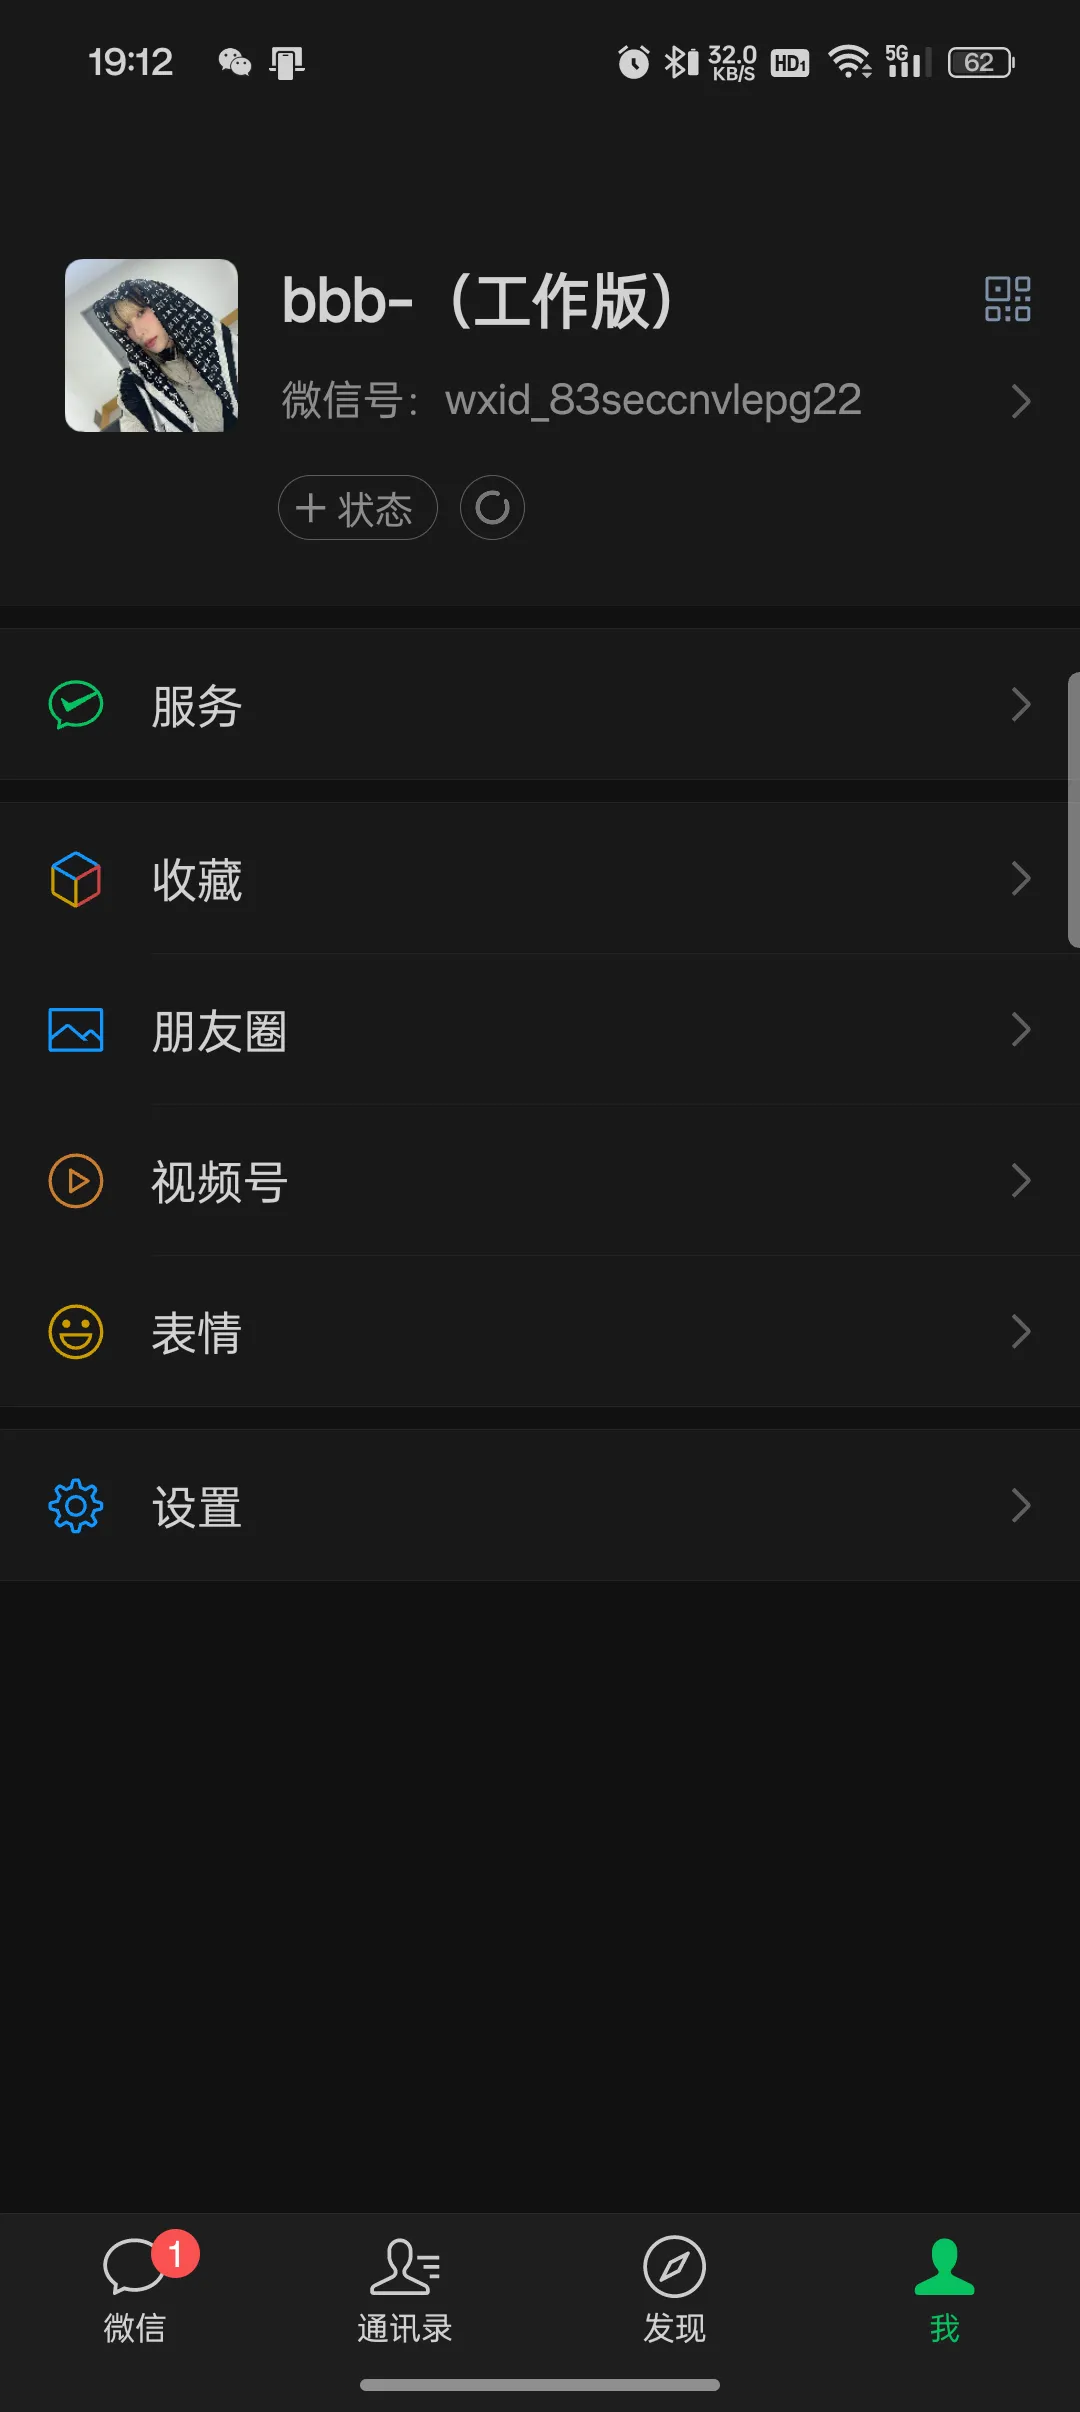 19:12 32.0 KB/S HD1 5G 62
bbb-（工作版）
微信号：wxid_83seccnvlepg22
+ 状态
服务
收藏
朋友圈
视频号
表情
设置
1
微信 通讯录 发现 我